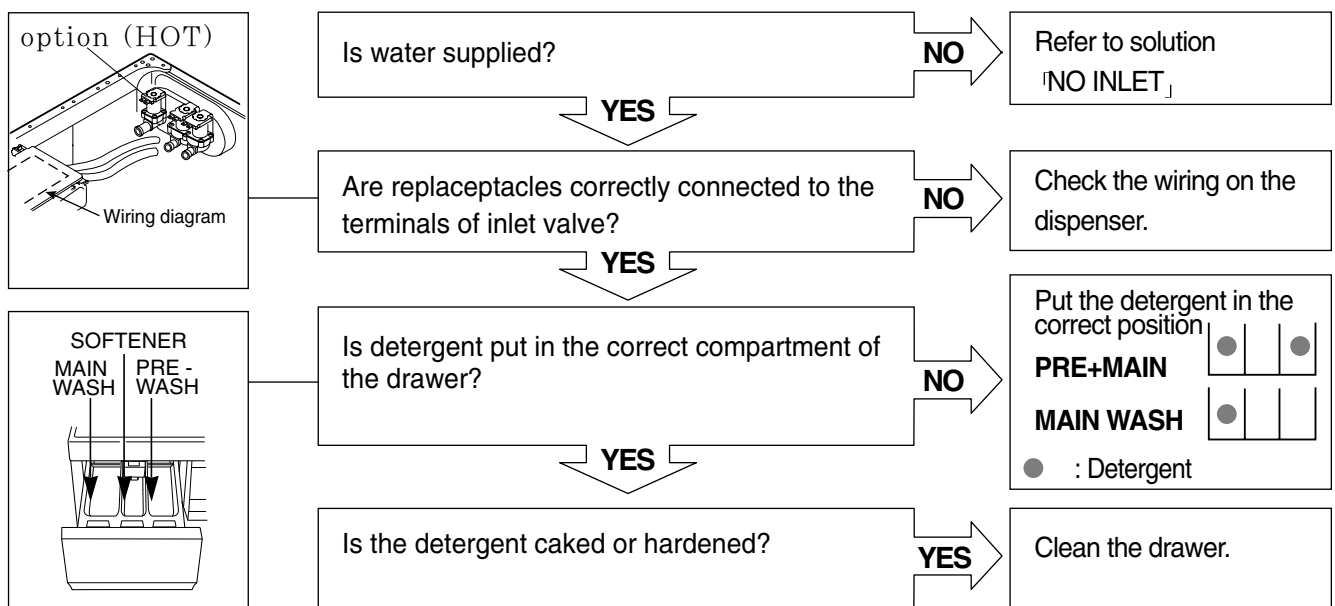 option (HOT)
Wiring diagram
Is water supplied?
NO
Refer to solution
「NO INLET」
YES
Are replaceptacles correctly connected to the
terminals of inlet valve?
NO
Check the wiring on the
dispenser.
YES
SOFTENER
MAIN
WASH
PRE -
WASH
Is detergent put in the correct compartment of
the drawer?
NO
Put the detergent in the
correct position
PRE+MAIN
MAIN WASH
: Detergent
YES
Is the detergent caked or hardened?
YES
Clean the drawer.